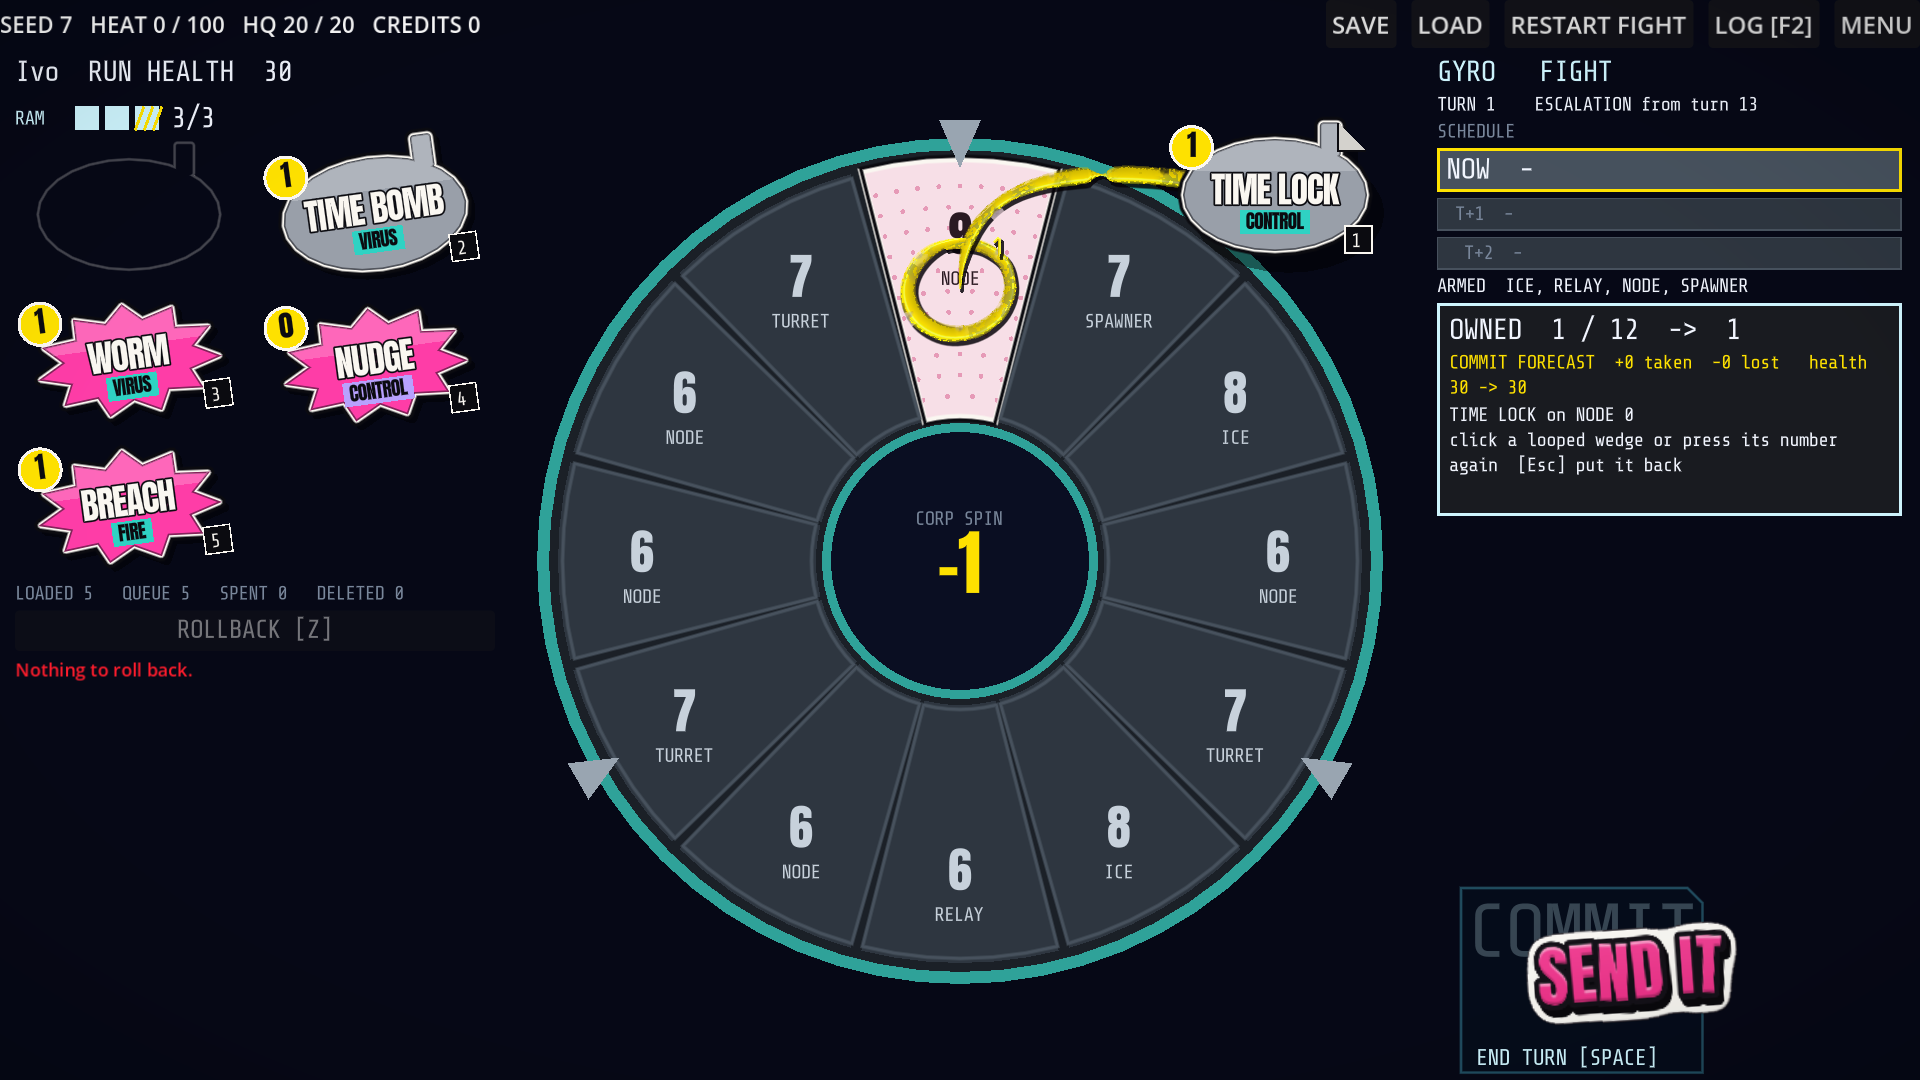 SEED 7 HEAT 0 / 100 HQ 20 / 20 CREDITS 0
SAVE LOAD RESTART FIGHT LOG [F2] MENU
Ivo RUN HEALTH 30
RAM 3/3
1 TIME BOMB VIRUS 2
1 WORM VIRUS 3
0 NUDGE CONTROL 4
1 BREACH FIRE 5
LOADED 5 QUEUE 5 SPENT 0 DELETED 0
ROLLBACK [Z]
Nothing to roll back.
1 TIME LOCK CONTROL 1
NODE
7 SPAWNER
8 ICE
6 NODE
7 TURRET
8 ICE
6 RELAY
6 NODE
7 TURRET
6 NODE
6 NODE
7 TURRET
CORP SPIN
-1
GYRO FIGHT
TURN 1 ESCALATION from turn 13
SCHEDULE
NOW -
T+1 -
T+2 -
ARMED ICE, RELAY, NODE, SPAWNER
OWNED 1 / 12 -> 1
COMMIT FORECAST +0 taken -0 lost health
30 -> 30
TIME LOCK on NODE 0
click a looped wedge or press its number
again [Esc] put it back
COMMIT
SEND IT
END TURN [SPACE]